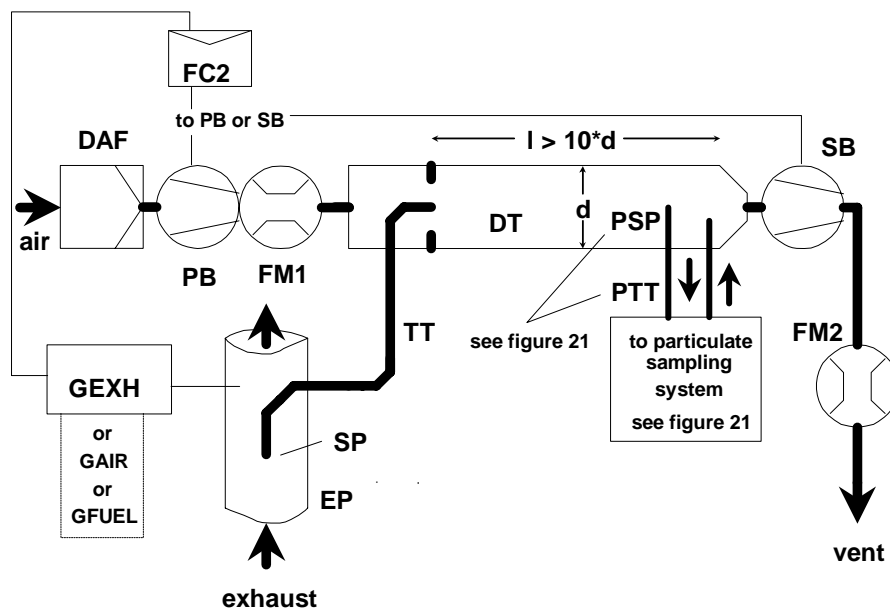 FC2
to PB or SB
DAF
l > 10*d
SB
air
d
DT
PSP
PB
FM1
PTT
TT
see figure 21
to particulate
sampling
system
see figure 21
FM2
GEXH
or
GAIR
or
GFUEL
SP
EP
vent
exhaust